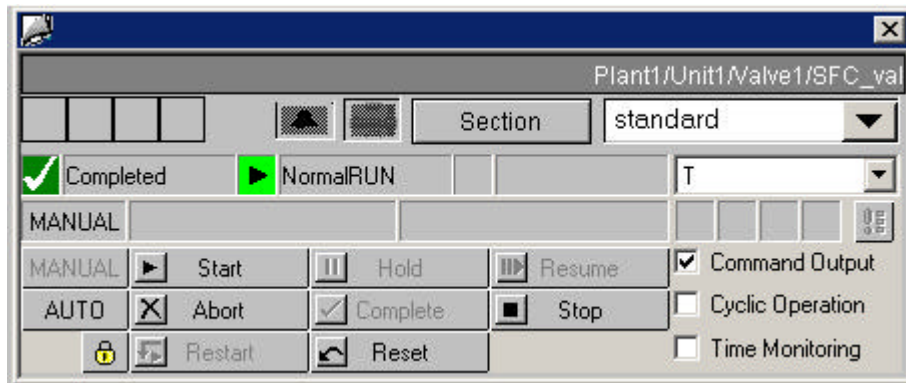 Plant1/Unit1/Valve1/SFC_val
Section standard
Completed NormalRUN T
MANUAL
MANUAL Start Hold Resume Command Output
AUTO Abort Complete Stop Cyclic Operation
Restart Reset Time Monitoring